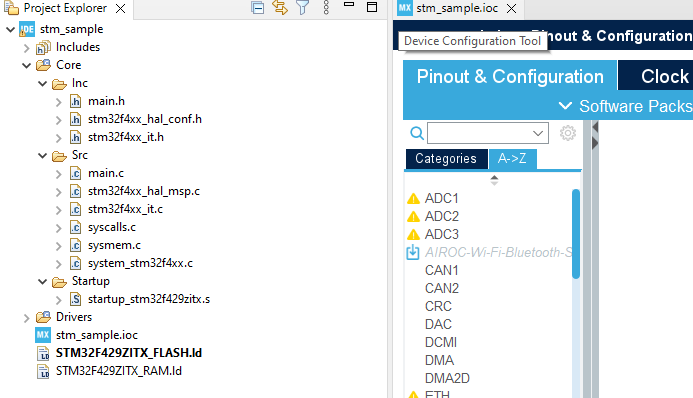 Project Explorer
stm_sample
Includes
Core
Inc
main.h
stm32f4xx_hal_conf.h
stm32f4xx_it.h
Src
main.c
stm32f4xx_hal_msp.c
stm32f4xx_it.c
syscalls.c
sysmem.c
system_stm32f4xx.c
Startup
startup_stm32f429zitx.s
Drivers
stm_sample.ioc
STM32F429ZITX_FLASH.ld
STM32F429ZITX_RAM.ld
stm_sample.ioc
Device Configuration Tool
Pinout & Configuration
Pinout & Configuration
Clock
Software Packs
Categories
A->Z
ADC1
ADC2
ADC3
AIROC-Wi-Fi-Bluetooth-S
CAN1
CAN2
CRC
DAC
DCMI
DMA
DMA2D
ETH